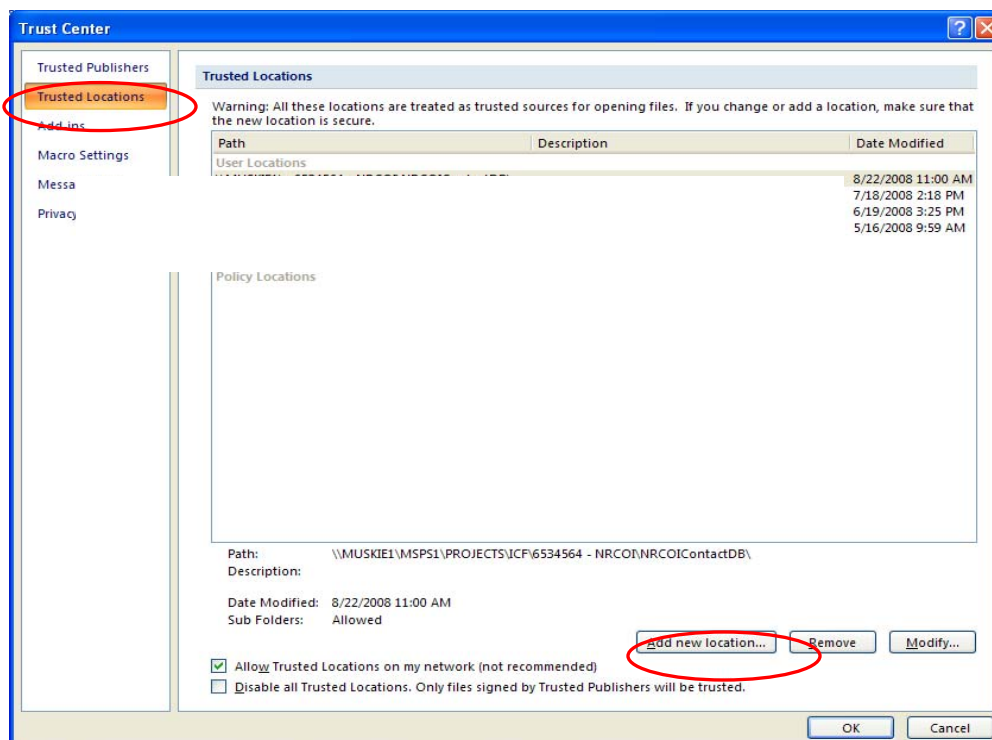 Trust Center
Trusted Publishers
Trusted Locations
Add-ins
Macro Settings
Messa
Privacy
Trusted Locations
Warning: All these locations are treated as trusted sources for opening files. If you change or add a location, make sure that
the new location is secure.
Path Description Date Modified
User Locations
8/22/2008 11:00 AM
7/18/2008 2:18 PM
6/19/2008 3:25 PM
5/16/2008 9:59 AM
Policy Locations
Path: \\MUSKIE1\MSPS1\PROJECTS\ICF\6534564 - NRCOI\NRCOIContactDB\
Description:
Date Modified: 8/22/2008 11:00 AM
Sub Folders: Allowed
Add new location... Remove Modify...
Allow Trusted Locations on my network (not recommended)
Disable all Trusted Locations. Only files signed by Trusted Publishers will be trusted.
OK Cancel